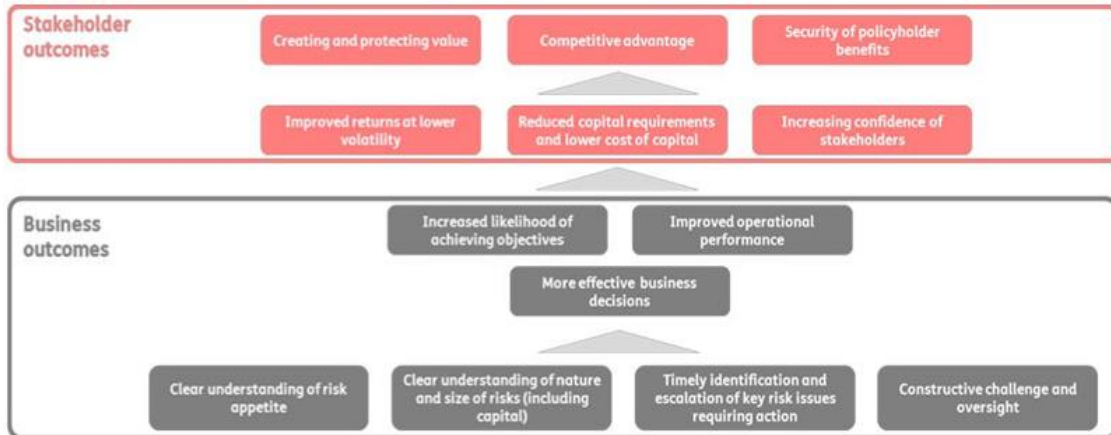 Stakeholder
outcomes
Creating and protecting value
Competitive advantage
Security of policyholder
benefits
Improved returns at lower
volatility
Reduced capital requirements
and lower cost of capital
Increasing confidence of
stakeholders
Business
outcomes
Increased likelihood of
achieving objectives
Improved operational
performance
More effective business
decisions
Clear understanding of risk
appetite
Clear understanding of nature
and size of risks (including
capital)
Timely identification and
escalation of key risk issues
requiring action
Constructive challenge and
oversight